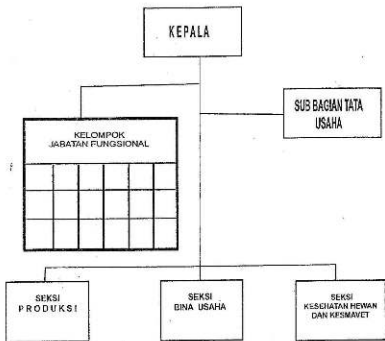 KEPALA
SUB BAGIAN TATA
USAHA
KELOMPOK
JABATAN FUNGSIONAL
SEKSI
PRODUKSI
SEKSI
BINA USAHA
SEKSI
KESEHATAN HEWAN
DAN KESMAVET